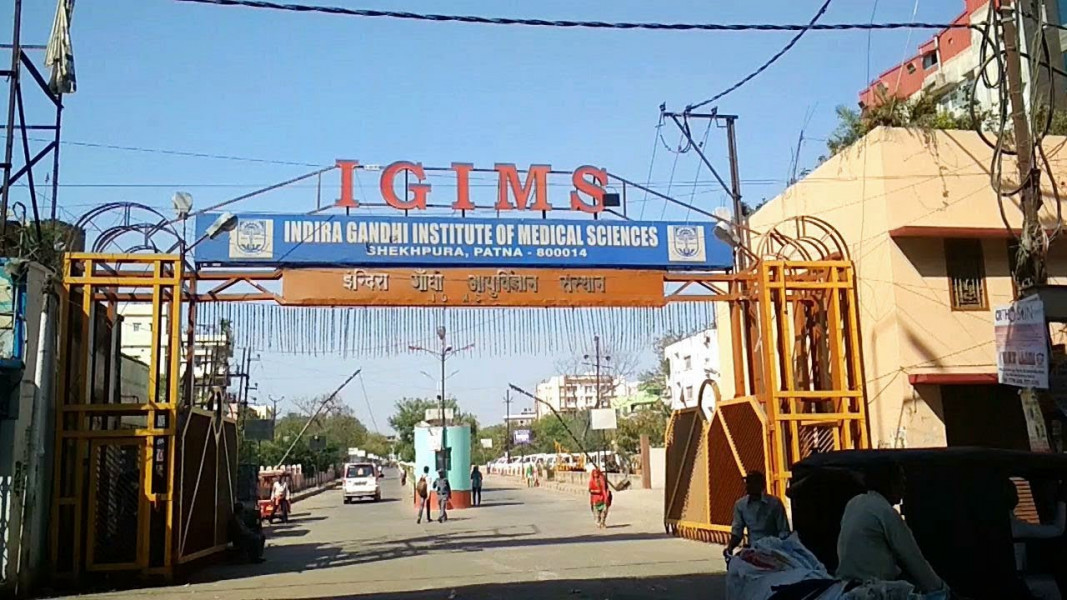 IGIMS
INDIRA GANDHI INSTITUTE OF MEDICAL SCIENCES
SHEKHPURA, PATNA - 800014
इन्दिरा गाँधी आयुर्विज्ञान संस्थान